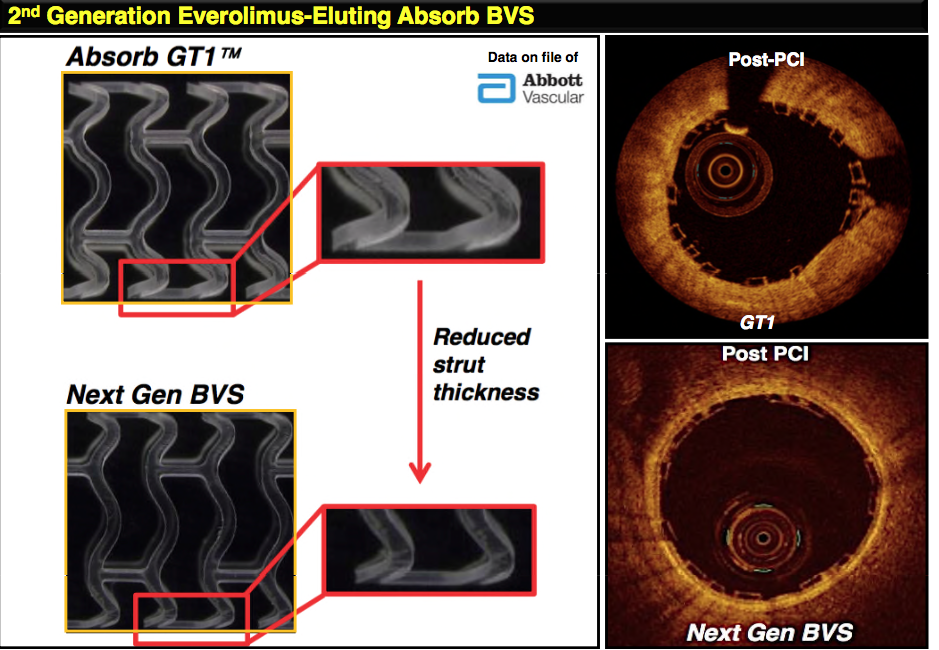 2nd Generation Everolimus-Eluting Absorb BVS
Absorb GT1™
Data on file of
Abbott
Vascular
Reduced
strut
thickness
Next Gen BVS
Post-PCI
GT1
Post PCI
Next Gen BVS